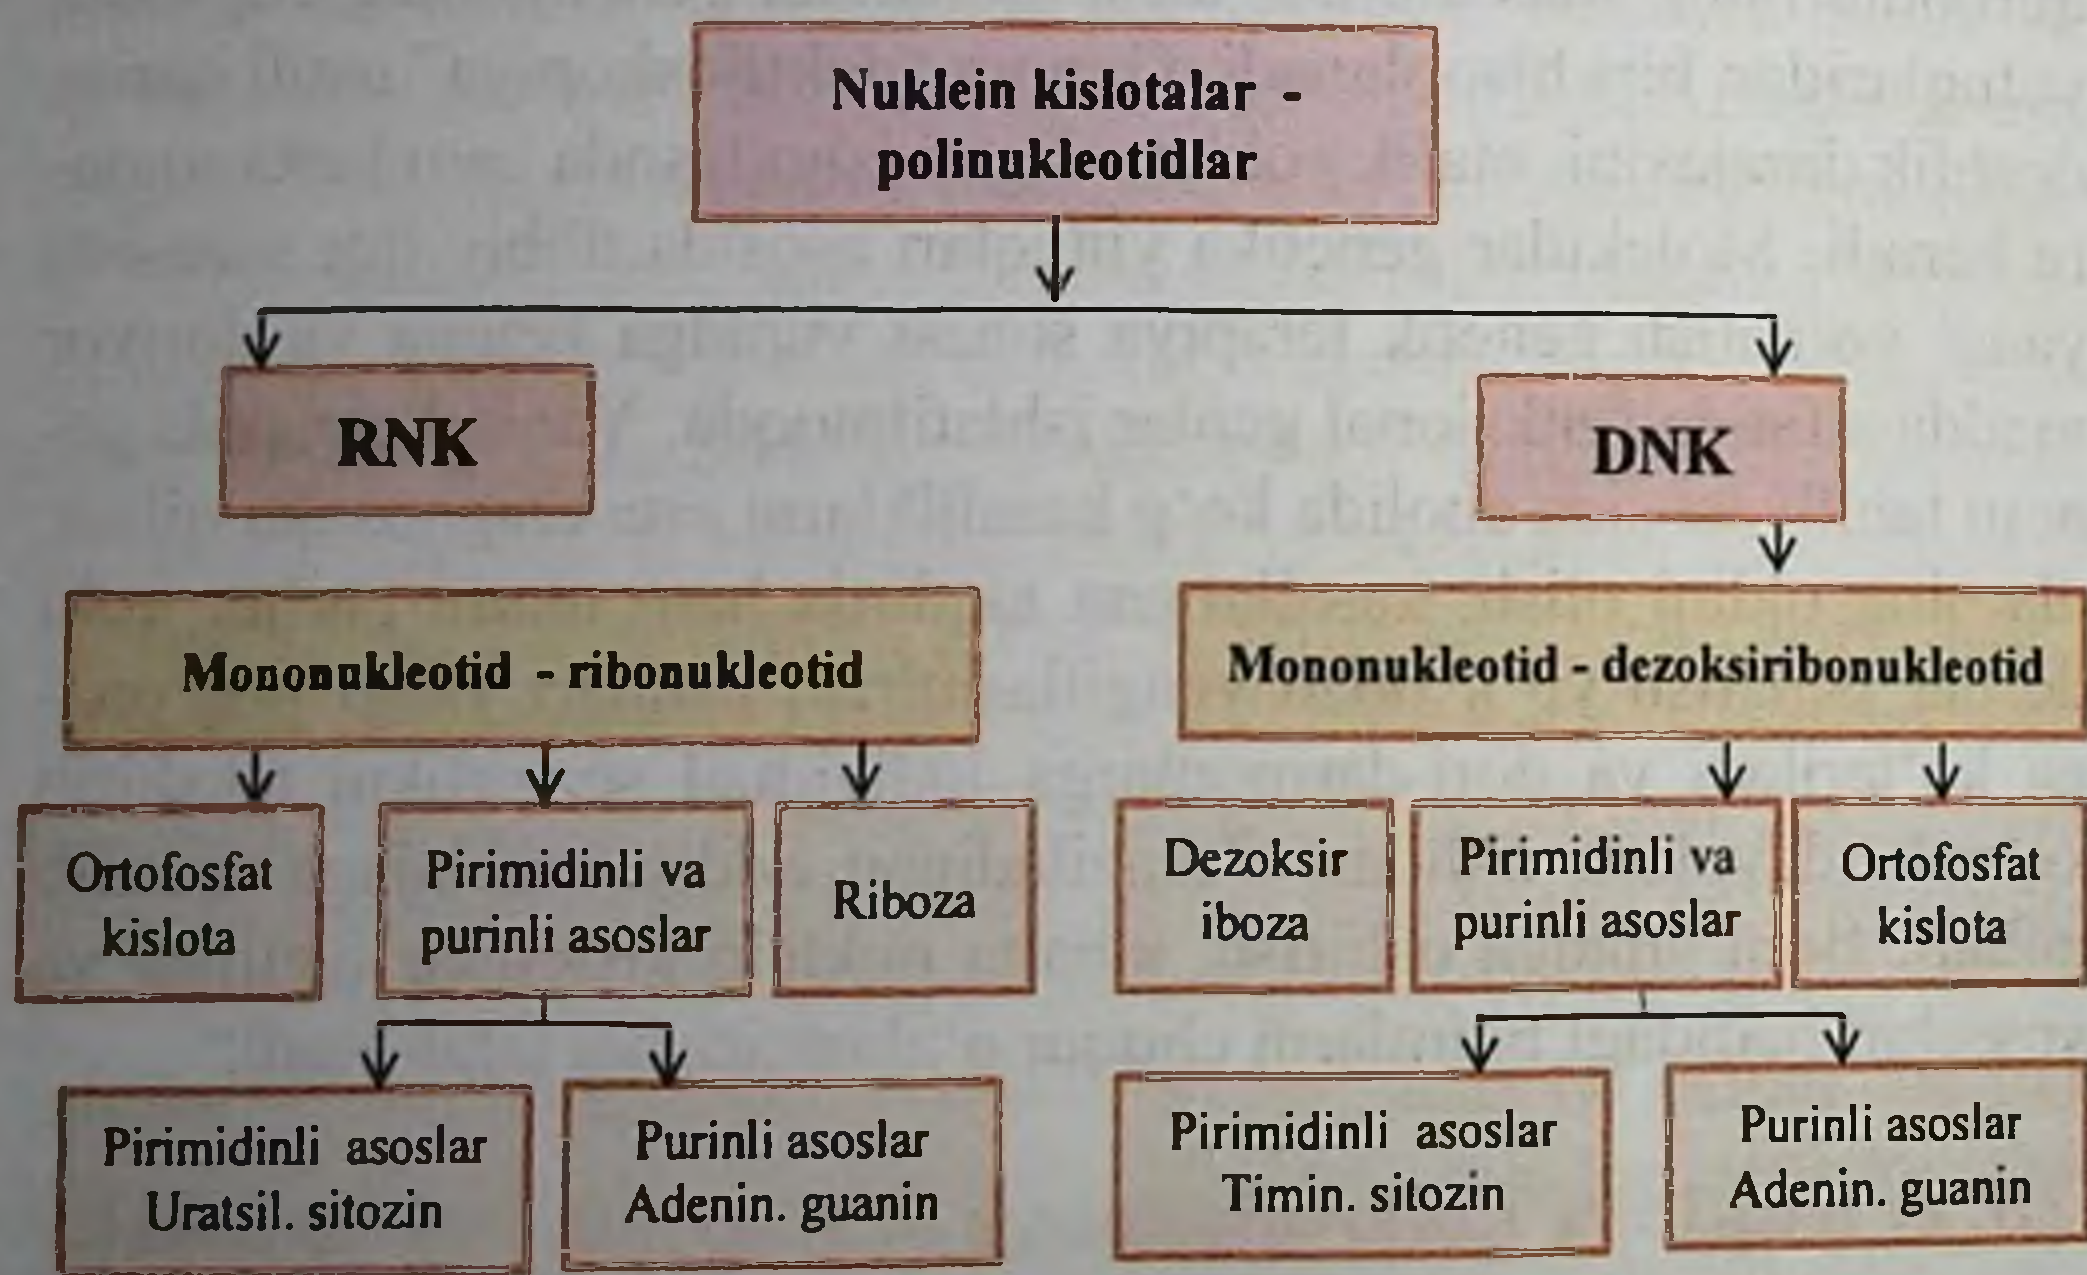 Nuklein kislotalar -
polinukleotidlar
RNK
DNK
Mononukleotid - ribonukleotid
Mononukleotid - dezoksiribonukleotid
Ortofosfat
kislota
Pirimidinli va
purinli asoslar
Riboza
Dezoksir
iboza
Pirimidinli va
purinli asoslar
Ortofosfat
kislota
Pirimidinli asoslar
Uratsil. sitozin
Purinli asoslar
Adenin. guanin
Pirimidinli asoslar
Timin. sitozin
Purinli asoslar
Adenin. guanin